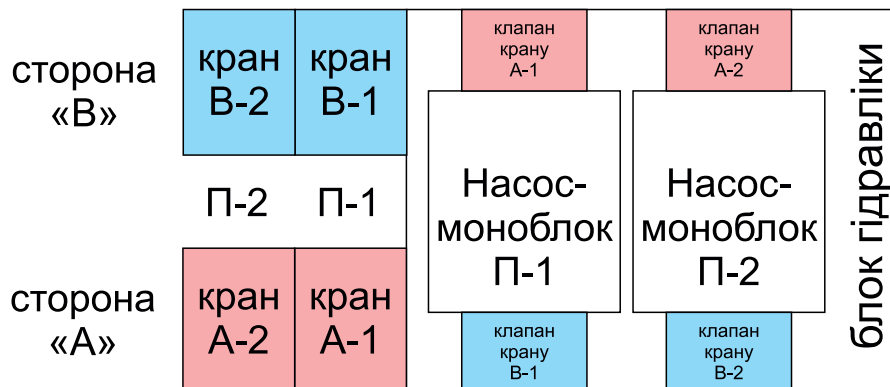 сторона
«В»
кран
В-2
кран
В-1
П-2
П-1
сторона
«А»
кран
А-2
кран
А-1
клапан
крану
А-1
Насос-
моноблок
П-1
клапан
крану
В-1
клапан
крану
А-2
Насос-
моноблок
П-2
клапан
крану
В-2
блок гідравліки